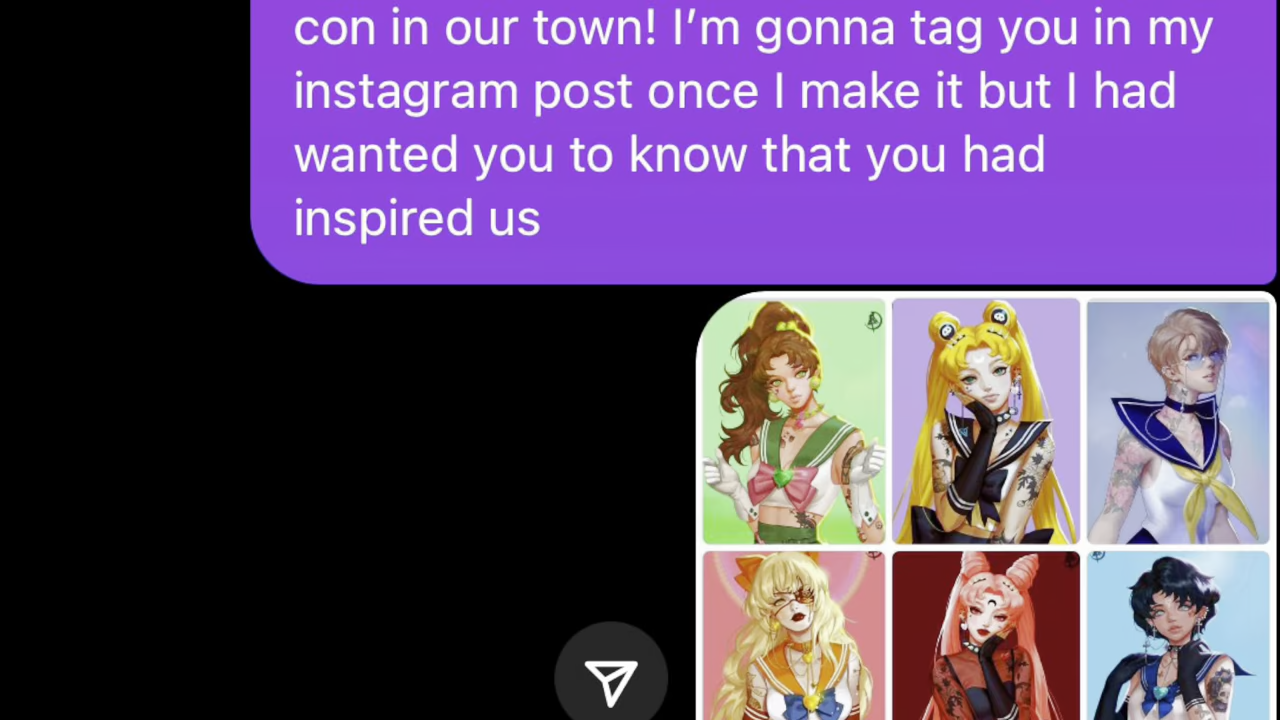 con in our town! I’m gonna tag you in my
instagram post once I make it but I had
wanted you to know that you had
inspired us